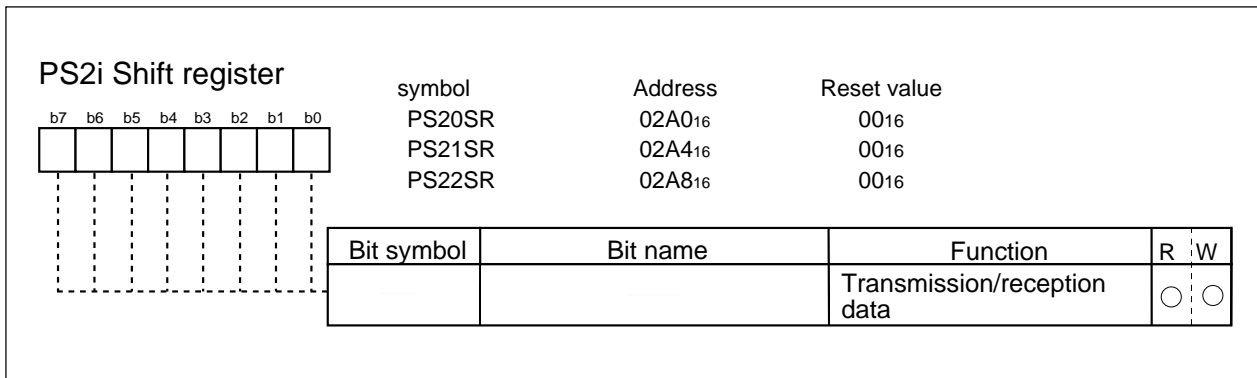 PS2i Shift register
b7 b6 b5 b4 b3 b2 b1 b0
symbol Address Reset value
PS20SR 02A016 0016
PS21SR 02A416 0016
PS22SR 02A816 0016
Bit symbol Bit name Function R W
Transmission/reception
data